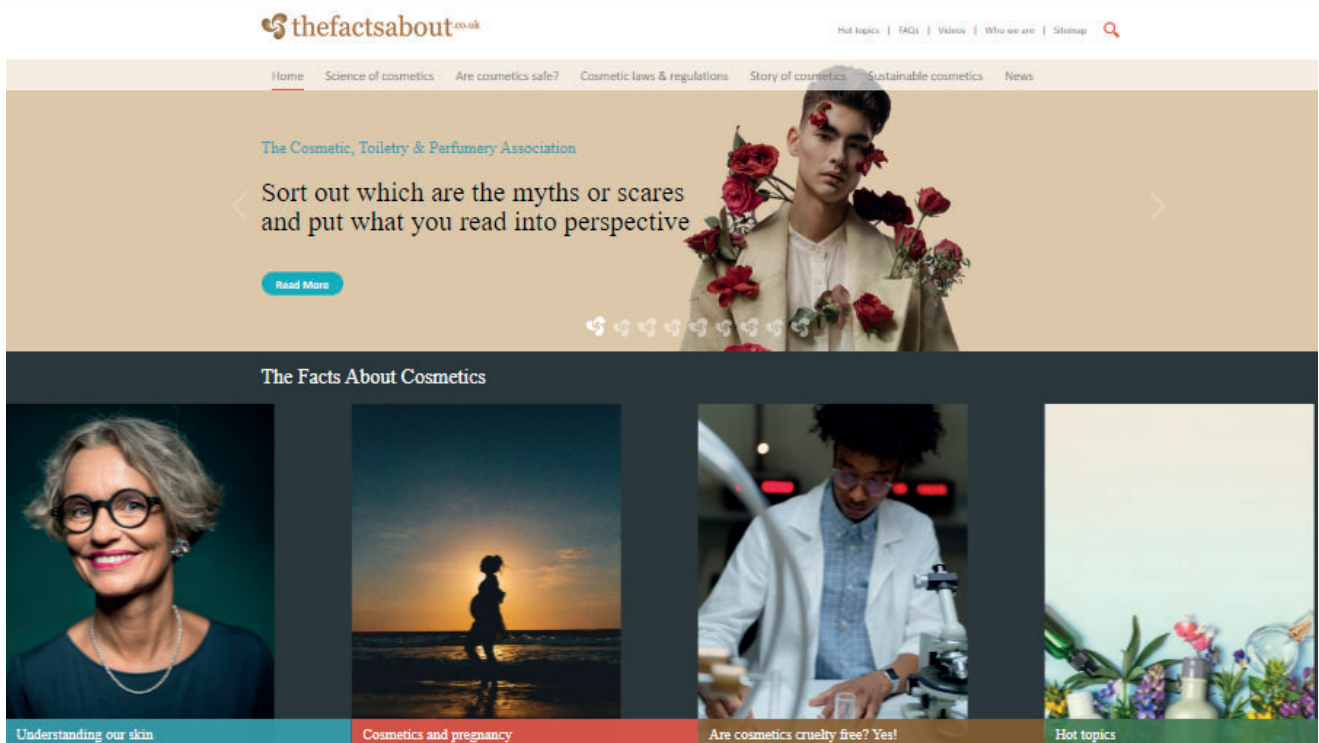 thefactsabout.co.uk
Hot topics | FAQs | Videos | Who we are | Sitemap
Home Science of cosmetics Are cosmetics safe? Cosmetic laws & regulations Story of cosmetics Sustainable cosmetics News
The Cosmetic, Toiletry & Perfumery Association
Sort out which are the myths or scares
and put what you read into perspective
Read More
The Facts About Cosmetics
Understanding our skin
Cosmetics and pregnancy
Are cosmetics cruelty free? Yes!
Hot topics